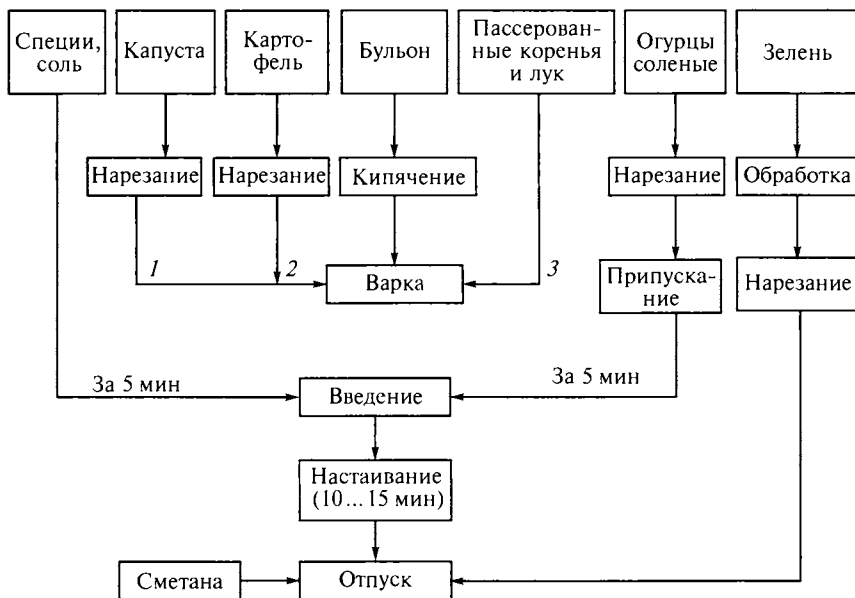 Специи,
соль
Капуста
Карто-
фель
Бульон
Пассерован-
ные коренья
и лук
Огурцы
соленые
Зелень
Нарезание
Нарезание
Кипячение
Нарезание
Обработка
1
2
Варка
3
Припуска-
ние
Нарезание
За 5 мин
Введение
За 5 мин
Настаивание
(10...15 мин)
Сметана
Отпуск